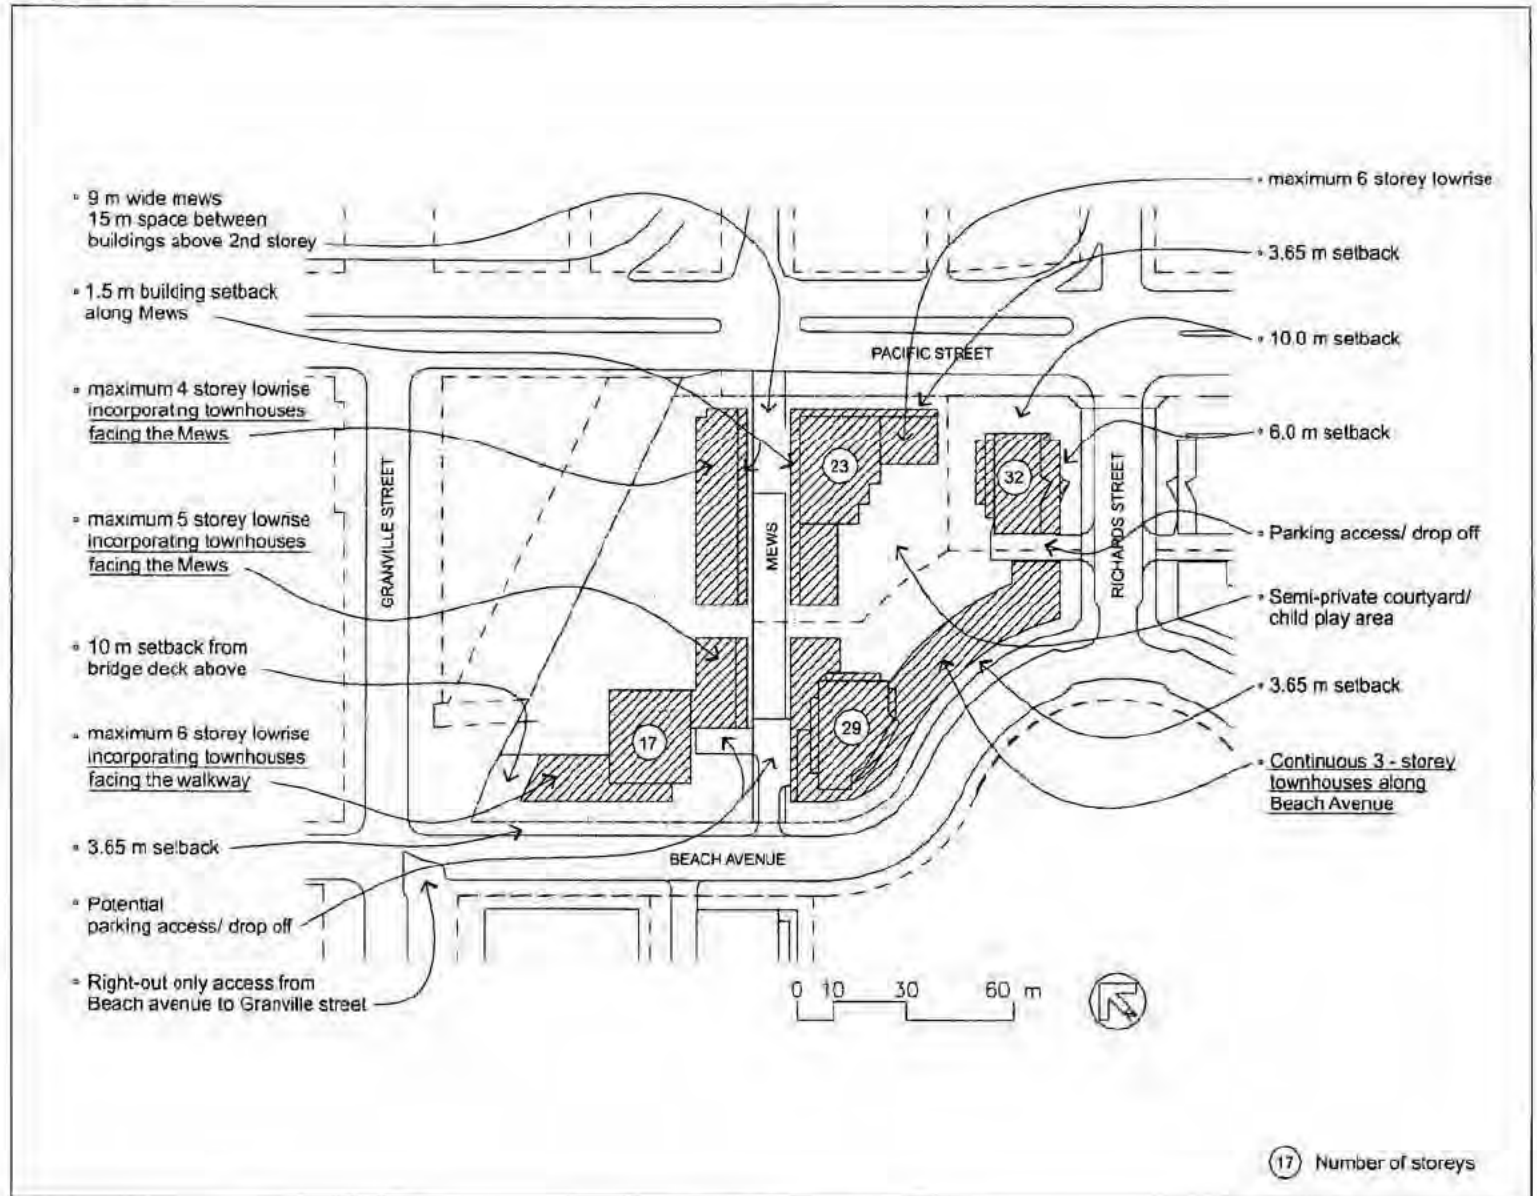 9 m wide mews
15 m space between
buildings above 2nd storey
1.5 m building setback
along Mews
maximum 4 storey lowrise
incorporating townhouses
facing the Mews
maximum 5 storey lowrise
incorporating townhouses
facing the Mews
10 m setback from
bridge deck above
maximum 6 storey lowrise
incorporating townhouses
facing the walkway
3.65 m setback
Potential
parking access/ drop off
Right-out only access from
Beach avenue to Granville street
GRANVILLE STREET
PACIFIC STREET
MEWS
RICHARDS STREET
BEACH AVENUE
23
32
17
29
maximum 6 storey lowrise
3.65 m setback
10.0 m setback
6.0 m setback
Parking access/ drop off
Semi-private courtyard/
child play area
3.65 m setback
Continuous 3 - storey
townhouses along
Beach Avenue
0 10 30 60 m
17 Number of storeys